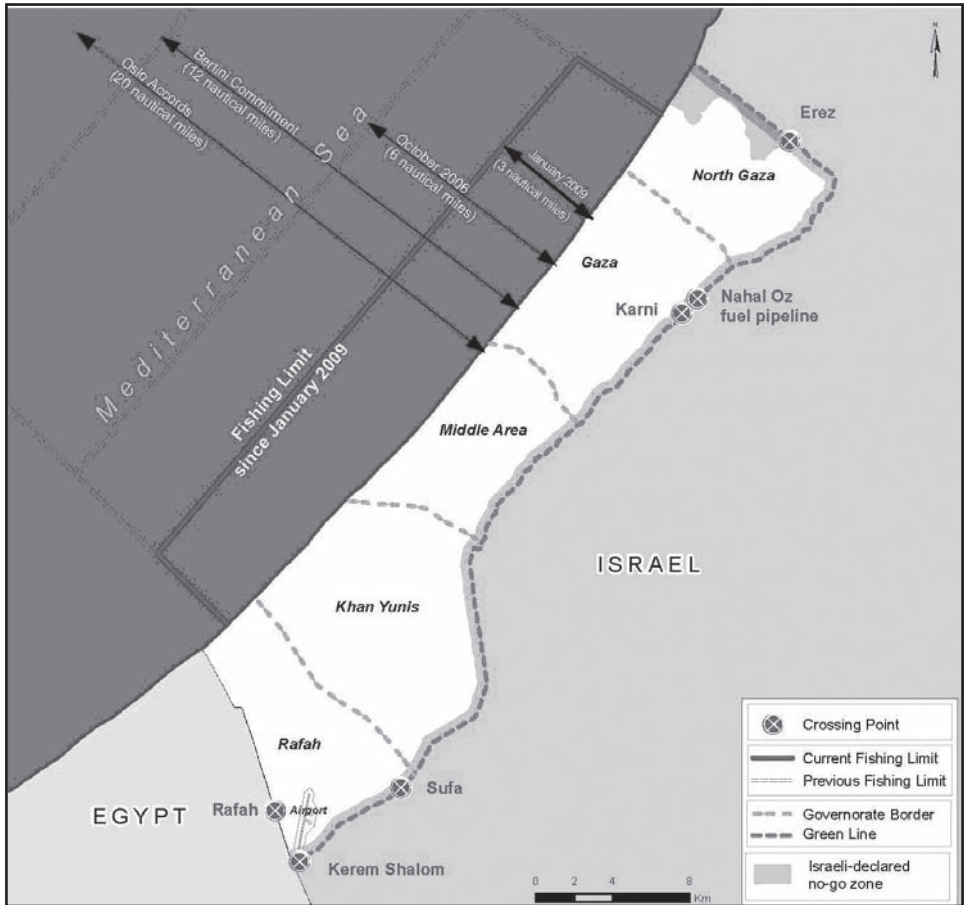 N
Oslo Accords
(20 nautical miles)
Bertini Commitment
(12 nautical miles)
October 2006
(6 nautical miles)
January 2009
(3 nautical miles)
Mediterranean Sea
Fishing Limit
since January 2009
Erez
North Gaza
Gaza
Karni
Nahal Oz
fuel pipeline
Middle Area
ISRAEL
Khan Yunis
Rafah
Sufa
EGYPT
Rafah
Airport
Kerem Shalom
Crossing Point
Current Fishing Limit
Previous Fishing Limit
Governorate Border
Green Line
Israeli-declared
no-go zone
0 2 4 8
Km